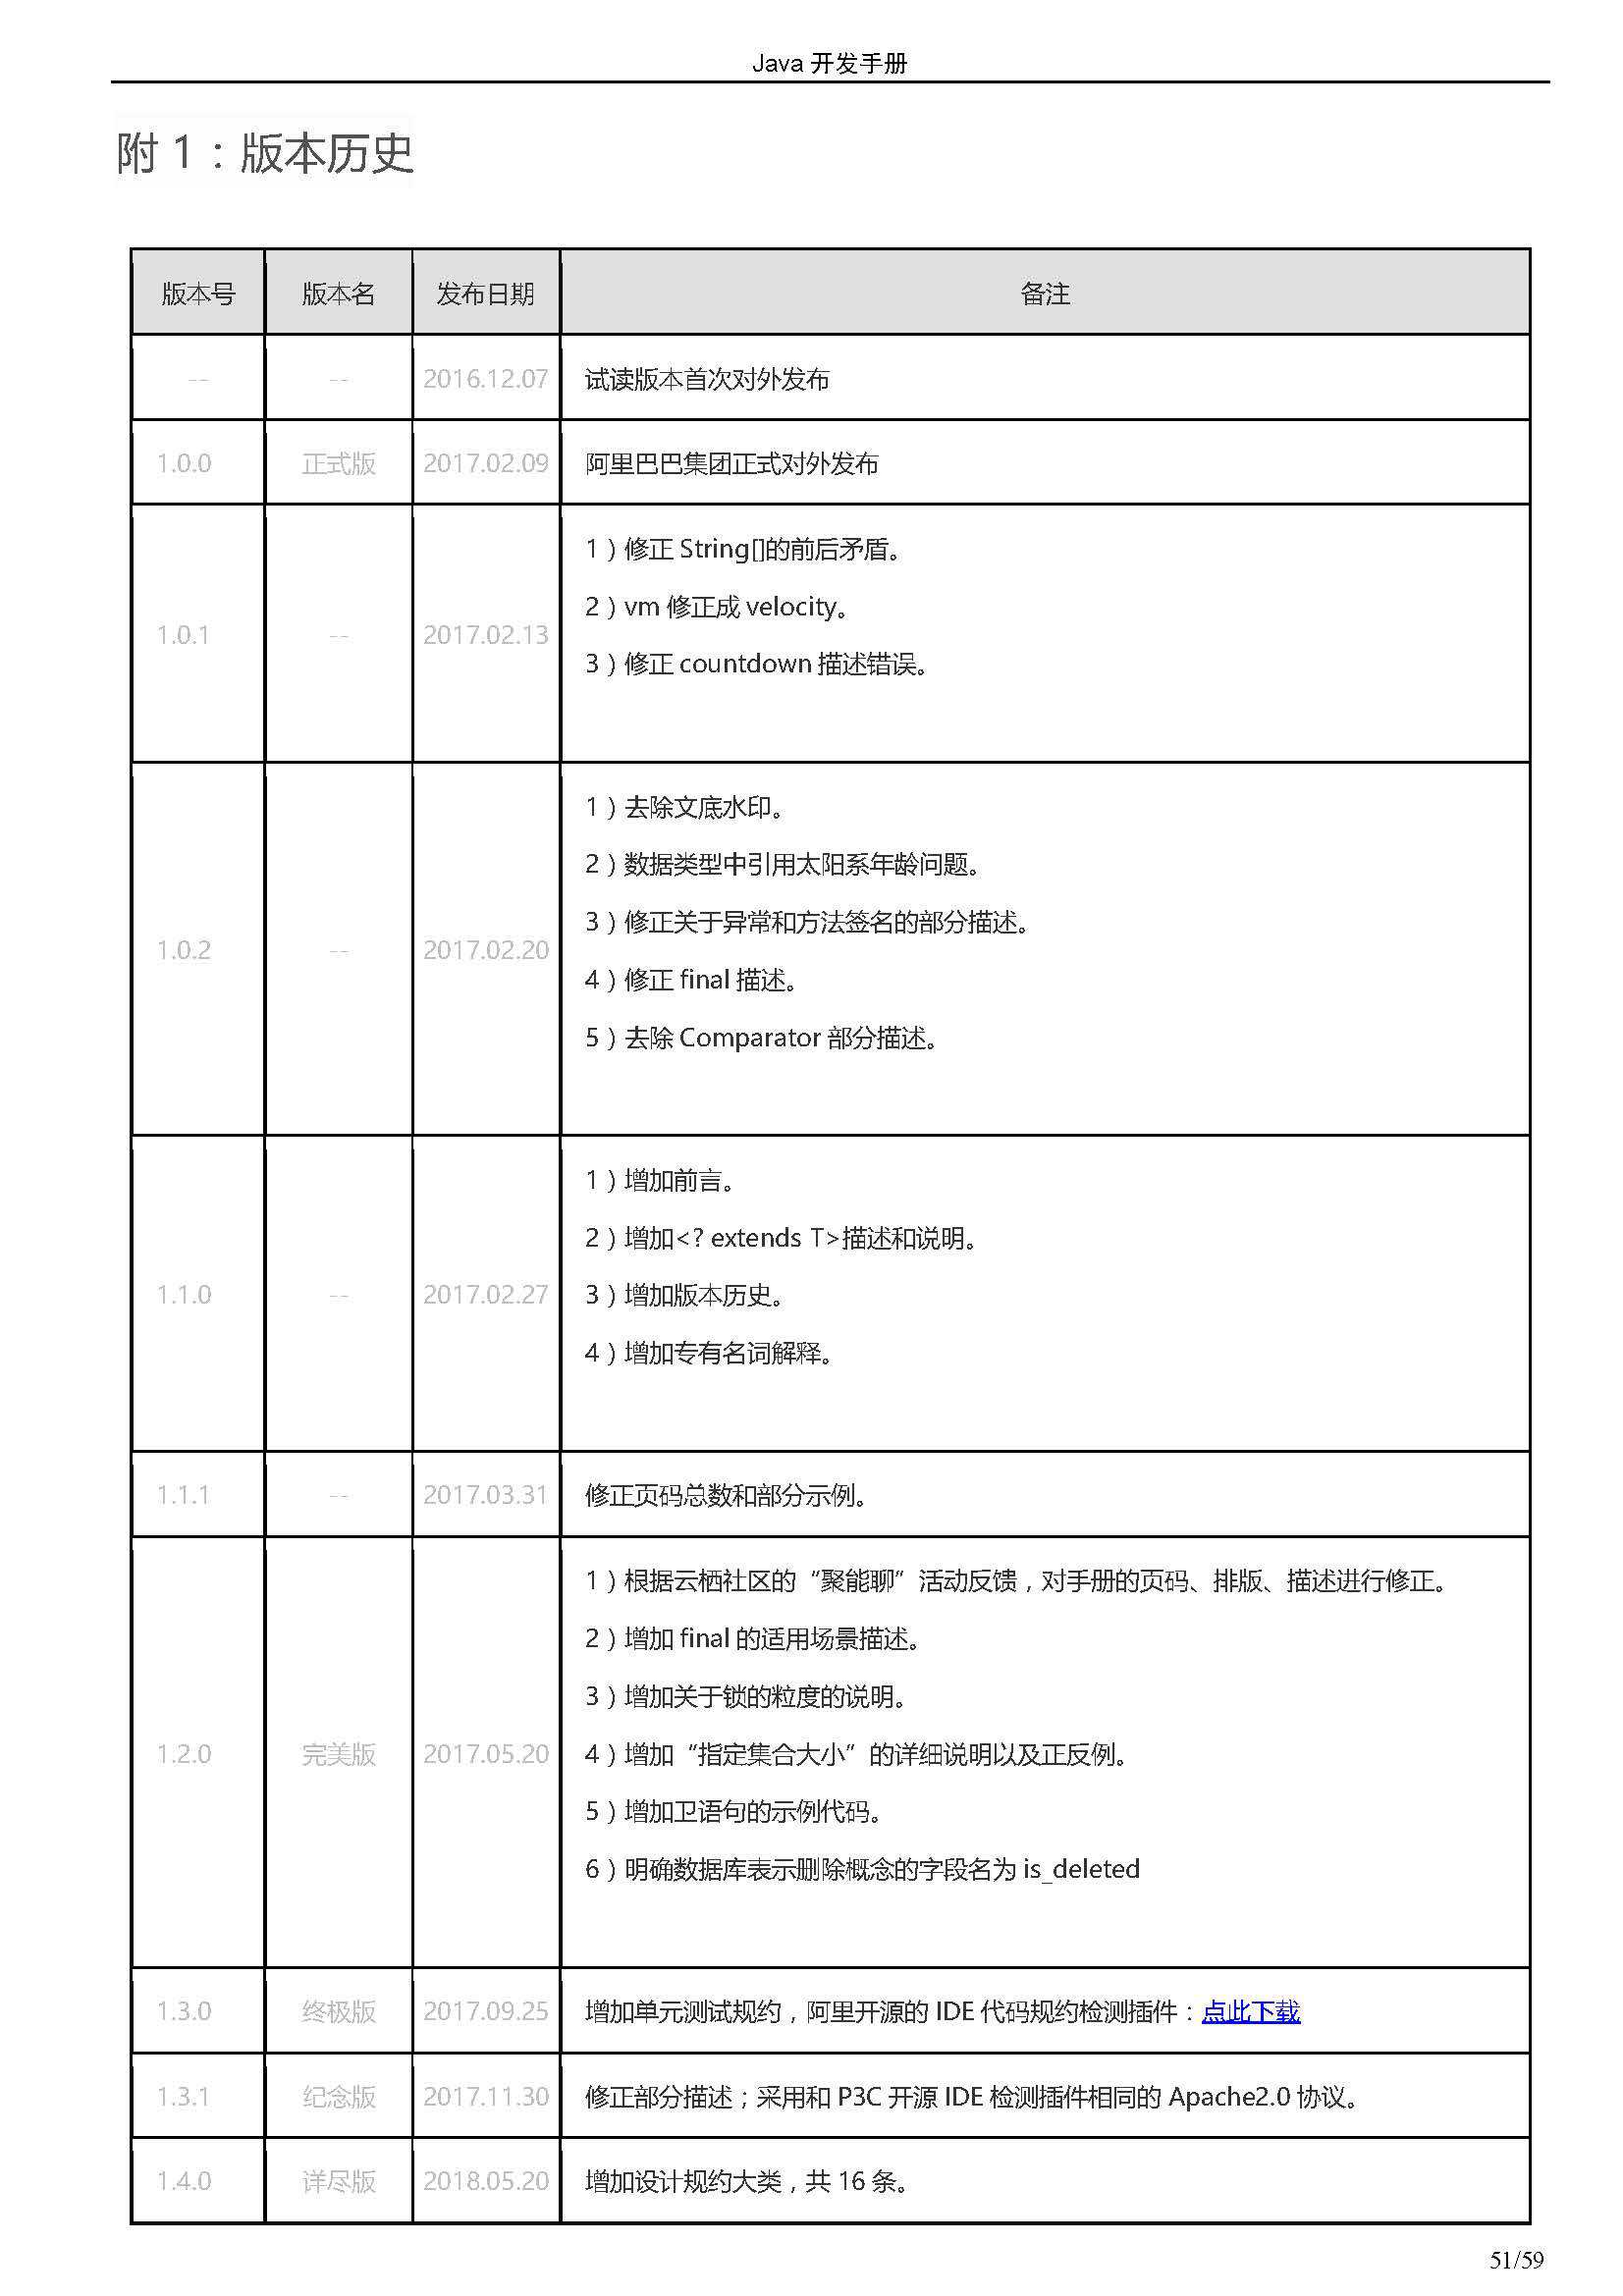 Java 开发手册
附 1：版本历史
版本号 版本名 发布日期 备注
-- -- 2016.12.07 试读版本首次对外发布
1.0.0 正式版 2017.02.09 阿里巴巴集团正式对外发布
1）修正 String[]的前后矛盾。
2）vm 修正成 velocity。
1.0.1 -- 2017.02.13
3）修正 countdown 描述错误。
1）去除文底水印。
2）数据类型中引用太阳系年龄问题。
3）修正关于异常和方法签名的部分描述。
1.0.2 -- 2017.02.20
4）修正 final 描述。
5）去除 Comparator 部分描述。
1）增加前言。
2）增加<? extends T>描述和说明。
1.1.0 -- 2017.02.27 3）增加版本历史。
4）增加专有名词解释。
1.1.1 -- 2017.03.31 修正页码总数和部分示例。
1）根据云栖社区的“聚能聊”活动反馈，对手册的页码、排版、描述进行修正。
2）增加 final 的适用场景描述。
3）增加关于锁的粒度的说明。
1.2.0 完美版 2017.05.20 4）增加“指定集合大小”的详细说明以及正反例。
5）增加卫语句的示例代码。
6）明确数据库表示删除概念的字段名为 is_deleted
1.3.0 终极版 2017.09.25 增加单元测试规约，阿里开源的 IDE 代码规约检测插件：点此下载
1.3.1 纪念版 2017.11.30 修正部分描述；采用和 P3C 开源 IDE 检测插件相同的 Apache2.0 协议。
1.4.0 详尽版 2018.05.20 增加设计规约大类，共 16 条。
51/59